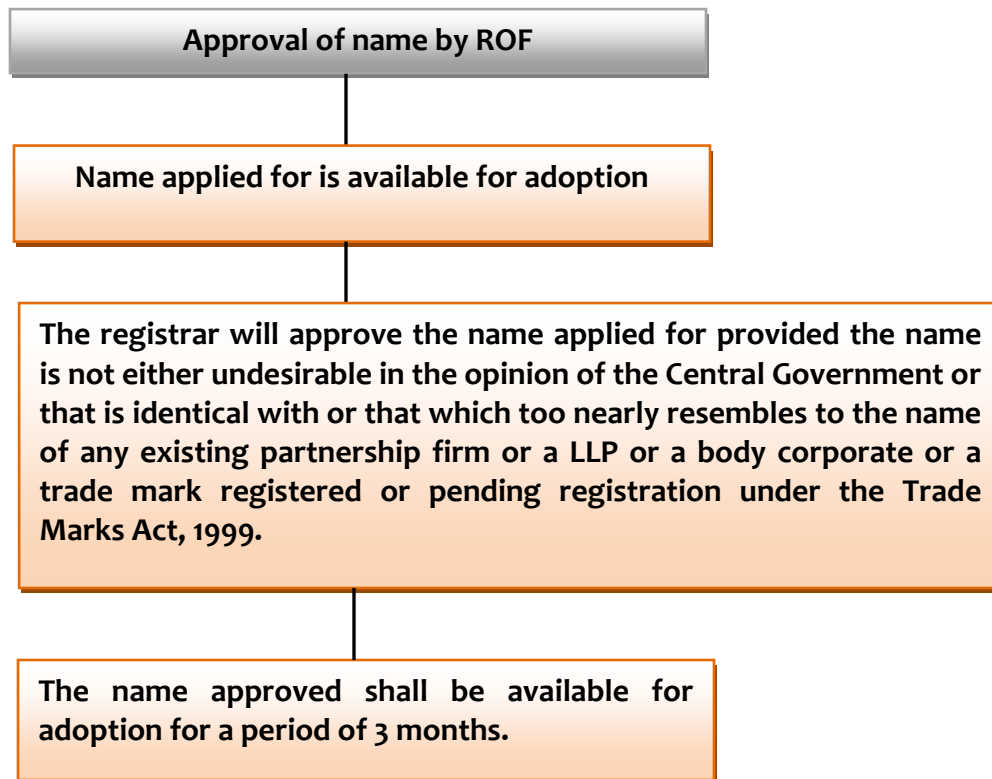 Approval of name by ROF
Name applied for is available for adoption
The registrar will approve the name applied for provided the name
is not either undesirable in the opinion of the Central Government or
that is identical with or that which too nearly resembles to the name
of any existing partnership firm or a LLP or a body corporate or a
trade mark registered or pending registration under the Trade
Marks Act, 1999.
The name approved shall be available for
adoption for a period of 3 months.